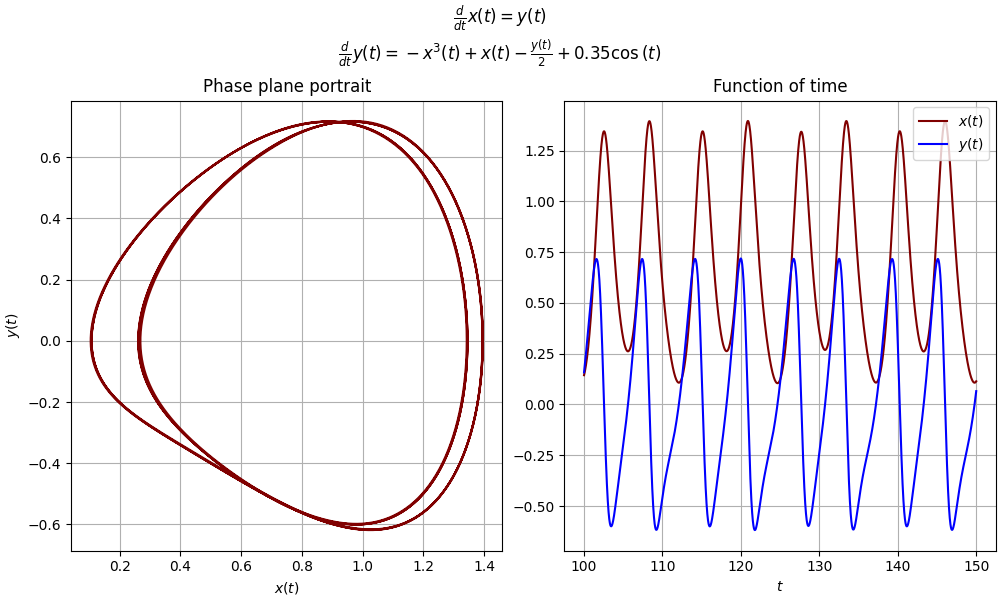 d/dt x(t) = y(t)
d/dt y(t) = −x³(t) + x(t) − y(t)/2 + 0.35cos (t)
Phase plane portrait
0.6
0.4
0.2
0.0
−0.2
−0.4
−0.6
y(t)
0.2 0.4 0.6 0.8 1.0 1.2 1.4
x(t)
Function of time
x(t)
y(t)
1.25
1.00
0.75
0.50
0.25
0.00
−0.25
−0.50
100 110 120 130 140 150
t